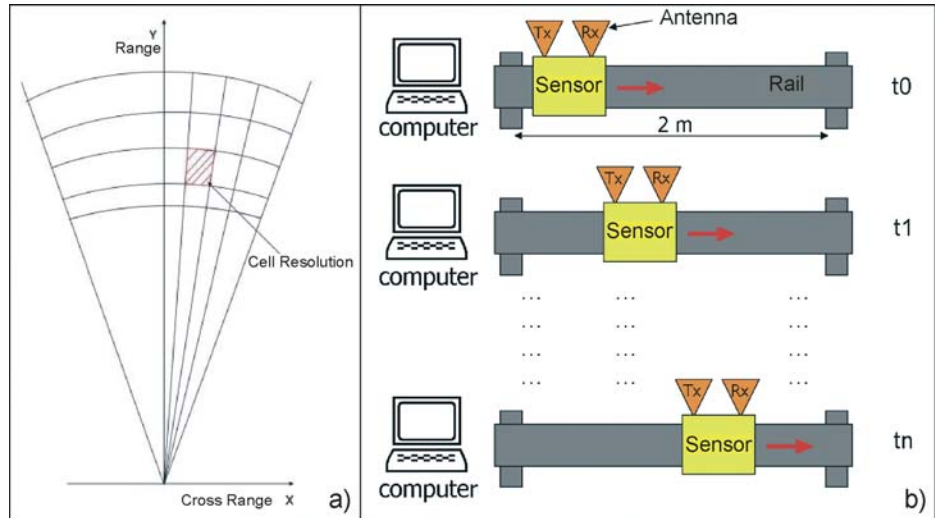 Y
Range
Cell Resolution
Cross Range X
a)
Antenna
Tx Rx
Sensor
Rail
t0
computer
2 m
Tx Rx
Sensor
t1
computer
... ... ...
... ... ...
... ... ...
... ... ...
Tx Rx
Sensor
tn
computer
b)